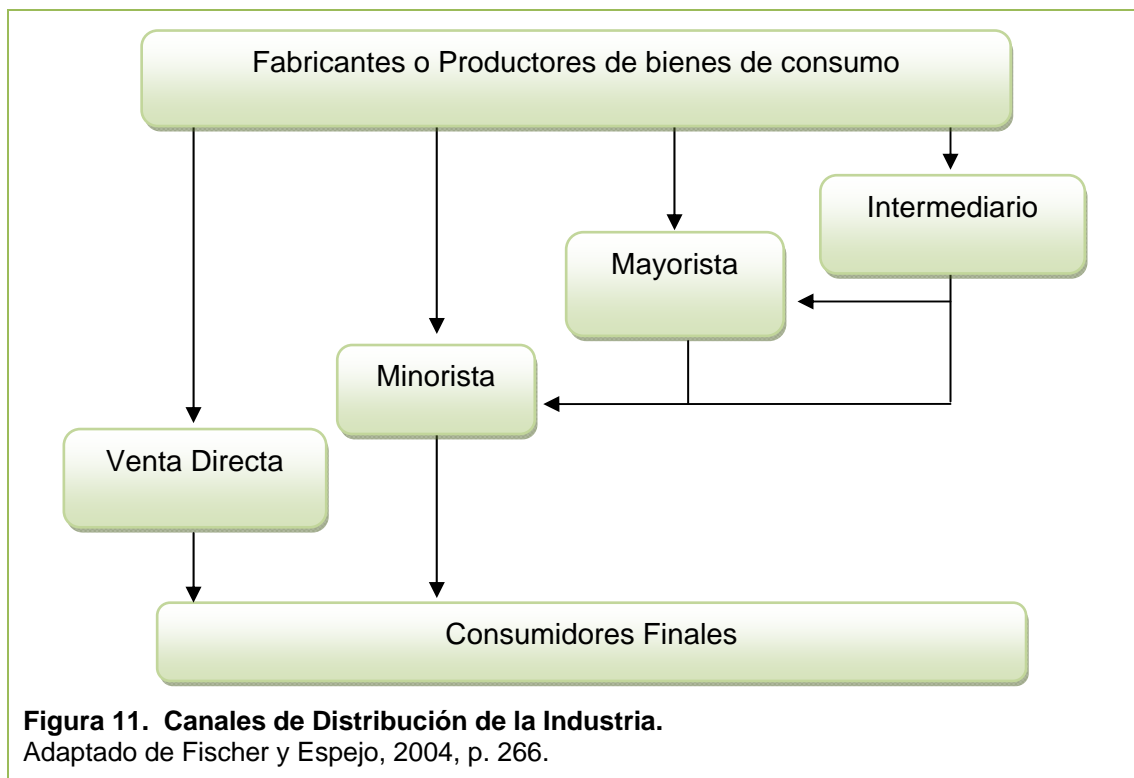 Fabricantes o Productores de bienes de consumo
Intermediario
Mayorista
Minorista
Venta Directa
Consumidores Finales
Figura 11. Canales de Distribución de la Industria.
Adaptado de Fischer y Espejo, 2004, p. 266.